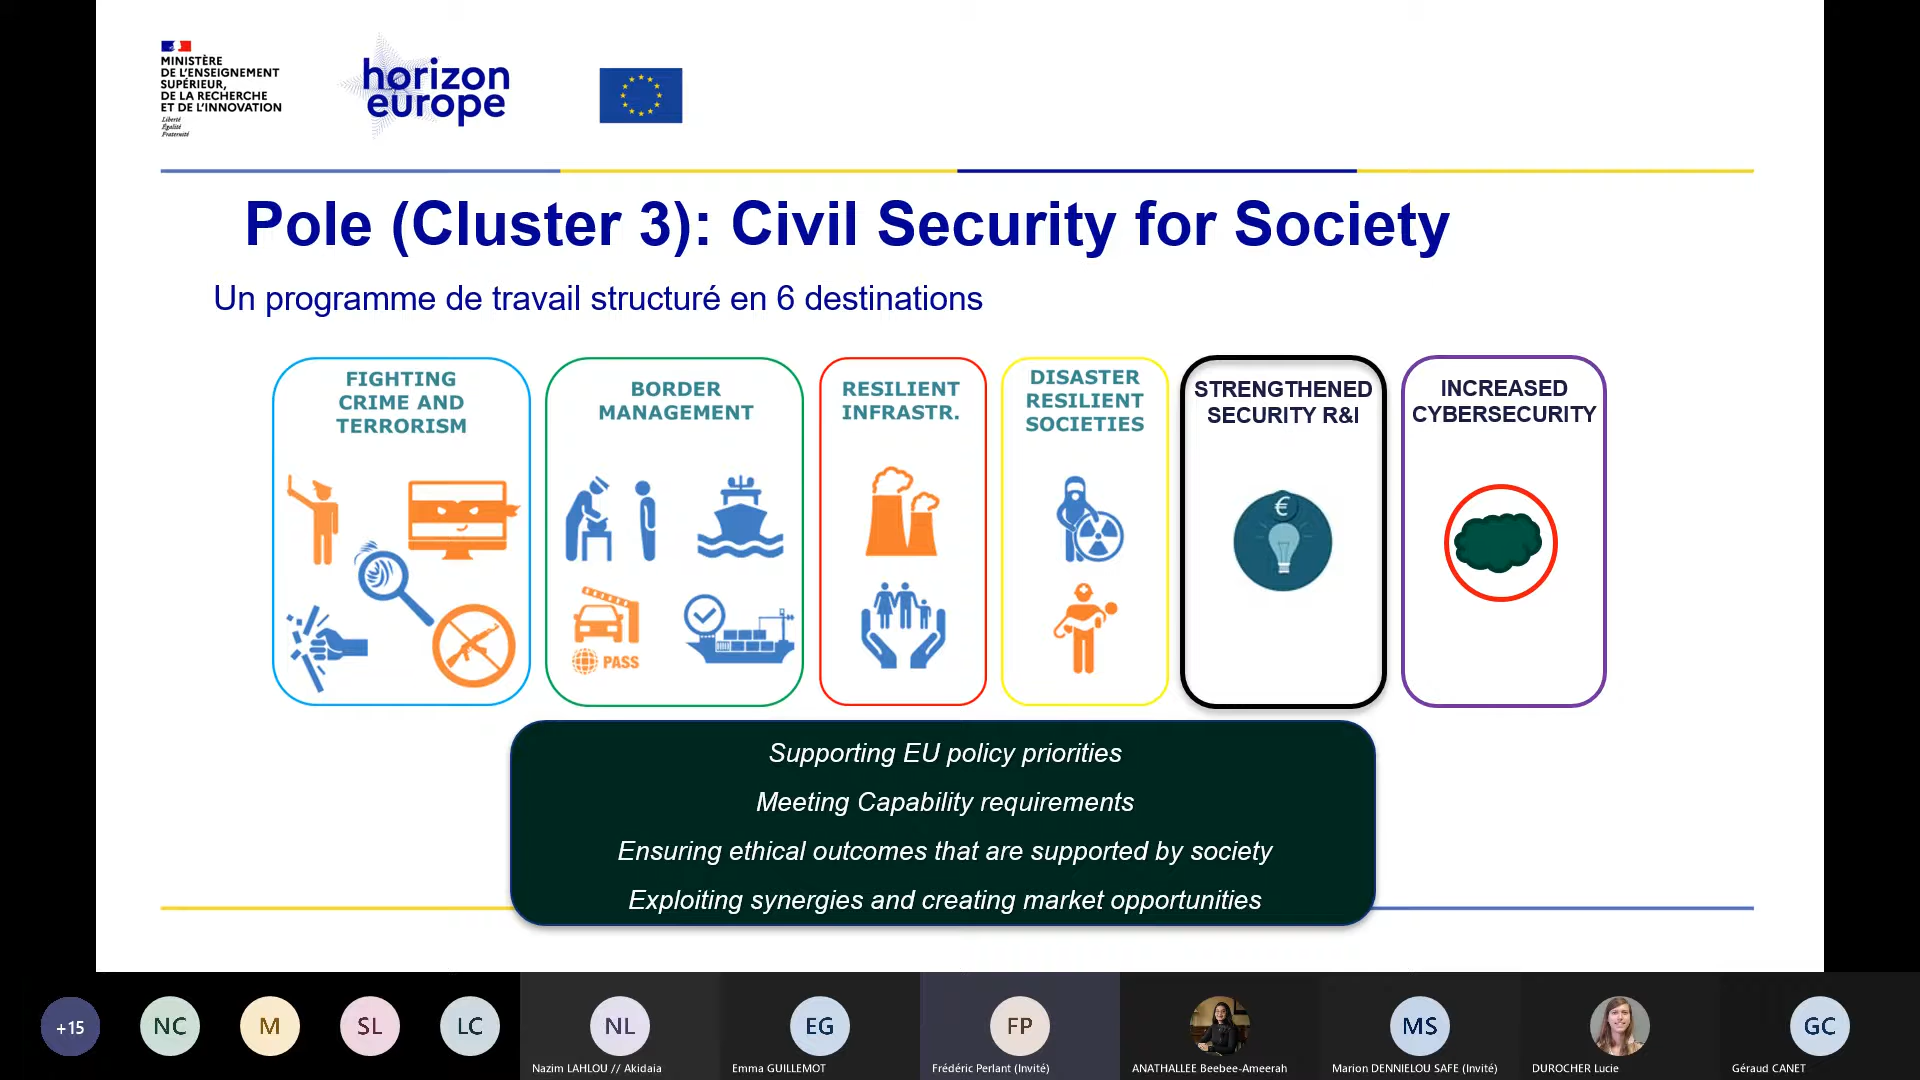 MINISTÈRE
DE L'ENSEIGNEMENT
SUPÉRIEUR,
DE LA RECHERCHE
ET DE L'INNOVATION
Liberté
Égalité
Fraternité
horizon
europe
Pole (Cluster 3): Civil Security for Society
Un programme de travail structuré en 6 destinations
FIGHTING
CRIME AND
TERRORISM
BORDER
MANAGEMENT
PASS
RESILIENT
INFRASTR.
DISASTER
RESILIENT
SOCIETIES
STRENGTHENED
SECURITY R&I
€
INCREASED
CYBERSECURITY
Supporting EU policy priorities
Meeting Capability requirements
Ensuring ethical outcomes that are supported by society
Exploiting synergies and creating market opportunities
+15
NC
M
SL
LC
NL
Nazim LAHLOU // Akidaia
EG
Emma GUILLEMOT
FP
Frédéric Perlant (Invité)
ANATHALLEE Beebee-Ameerah
MS
Marion DENNIELOU SAFE (Invité)
DUROCHER Lucie
GC
Géraud CANET